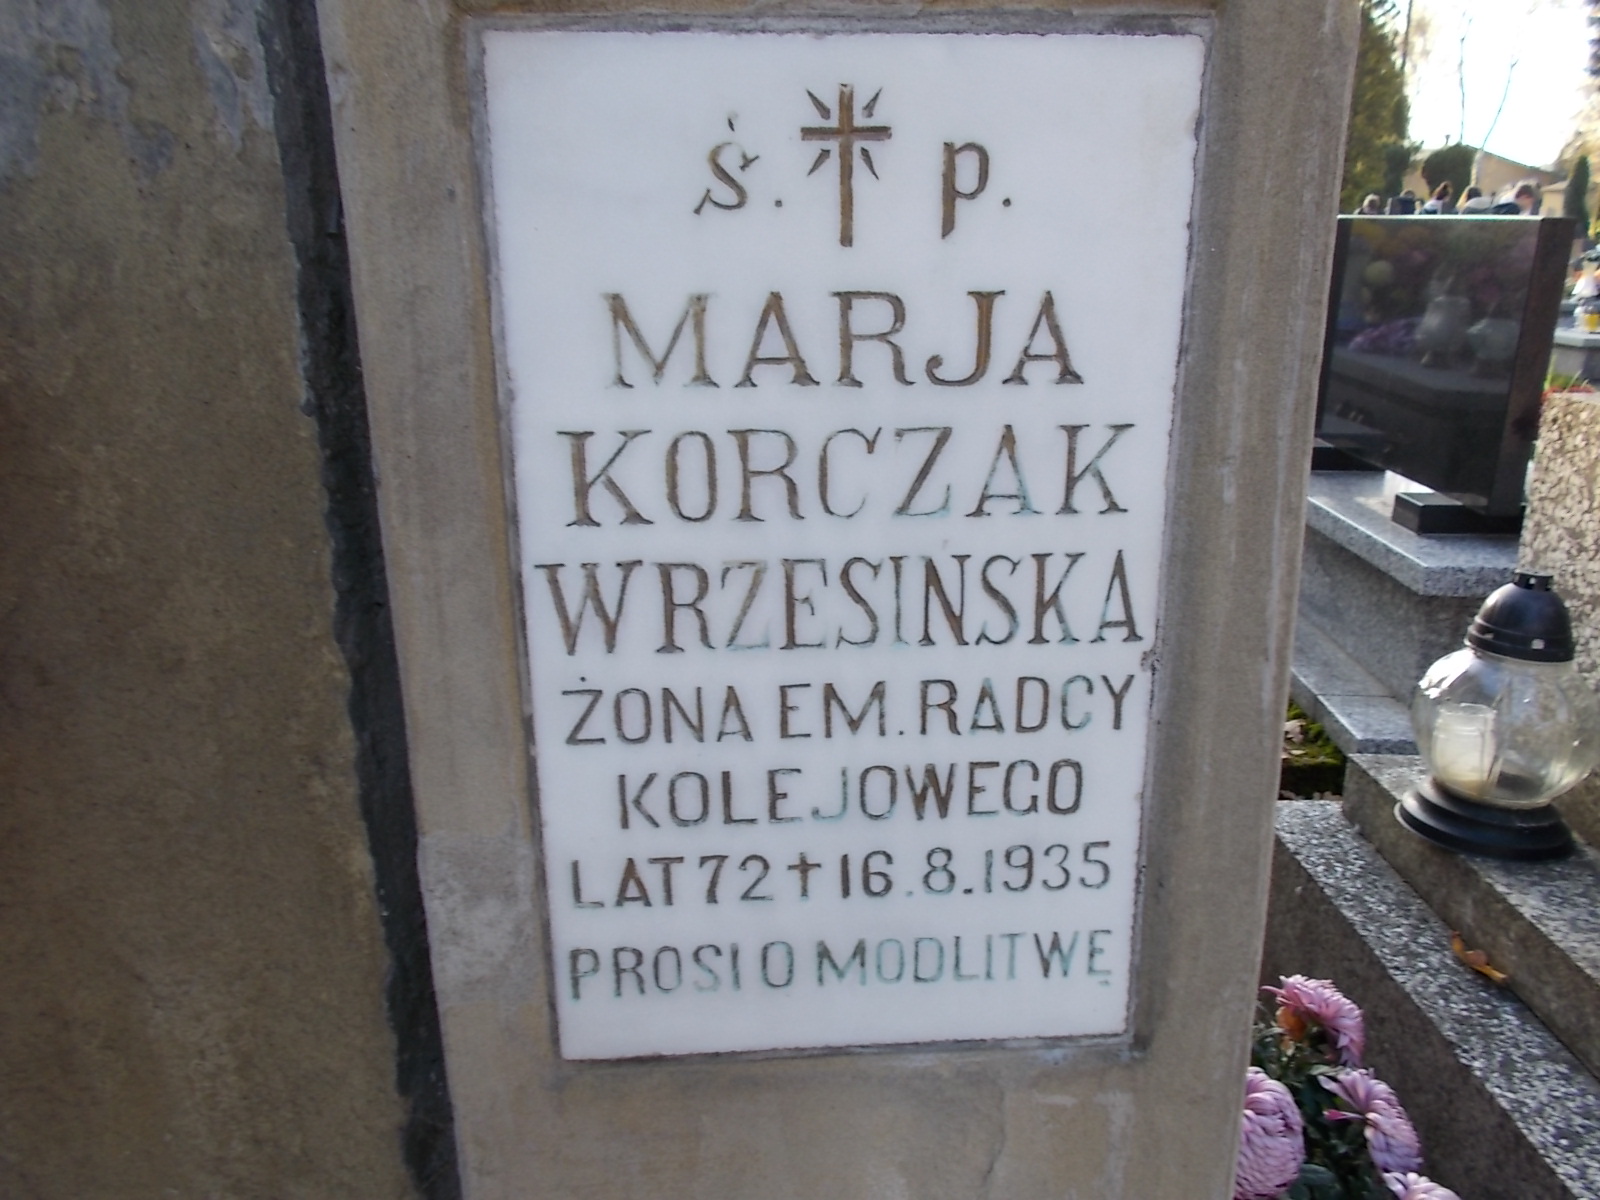 ś. p.
MARJA
KORCZAK
WRZESIŃSKA
ŻONA EM. RADCY
KOLEJOWEGO
LAT 72 † 16.8.1935
PROSI O MODLITWĘ